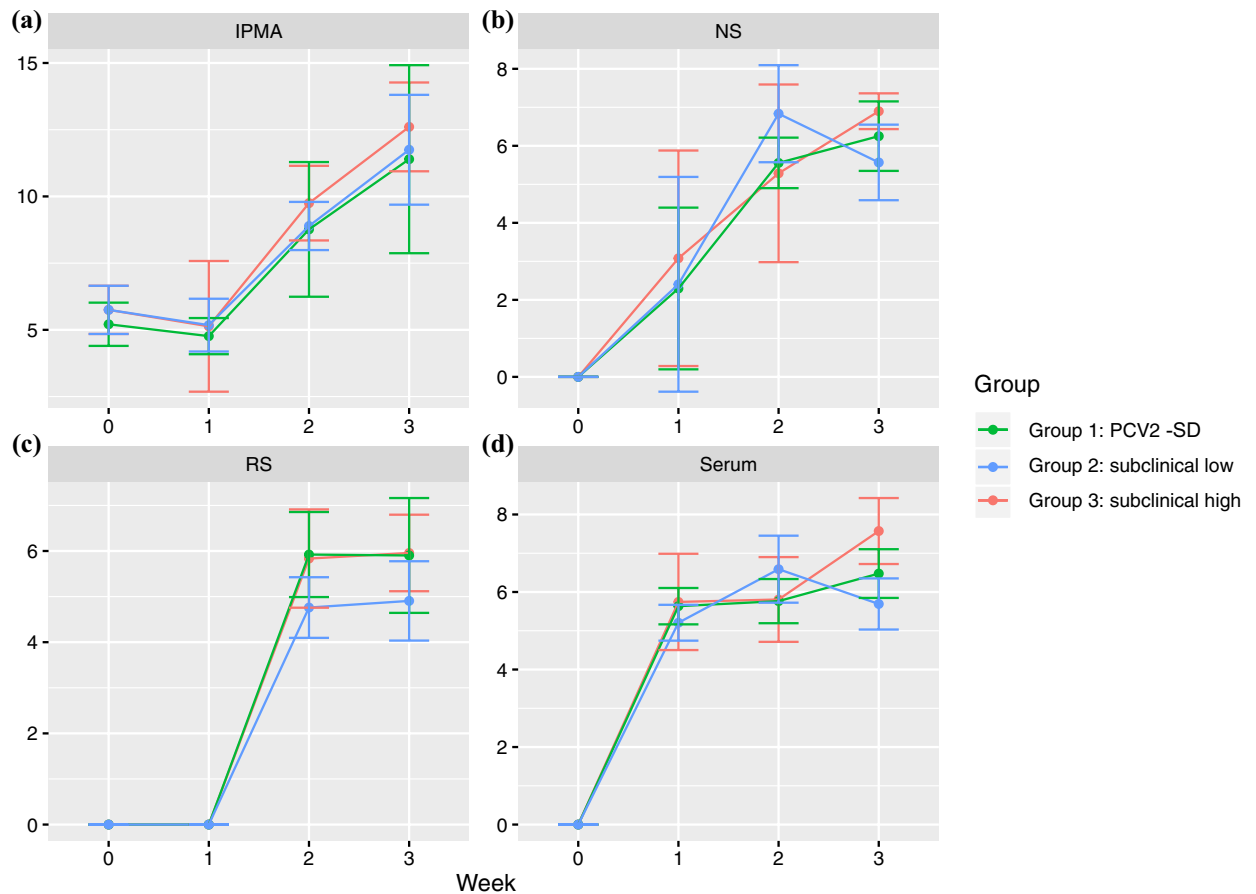 (a)
IPMA
15
10
5
0 1 2 3
(b)
NS
8
6
4
2
0
0 1 2 3
(c)
RS
6
4
2
0
0 1 2 3
(d)
Serum
8
6
4
2
0
0 1 2 3
Week
Group
Group 1: PCV2 -SD
Group 2: subclinical low
Group 3: subclinical high